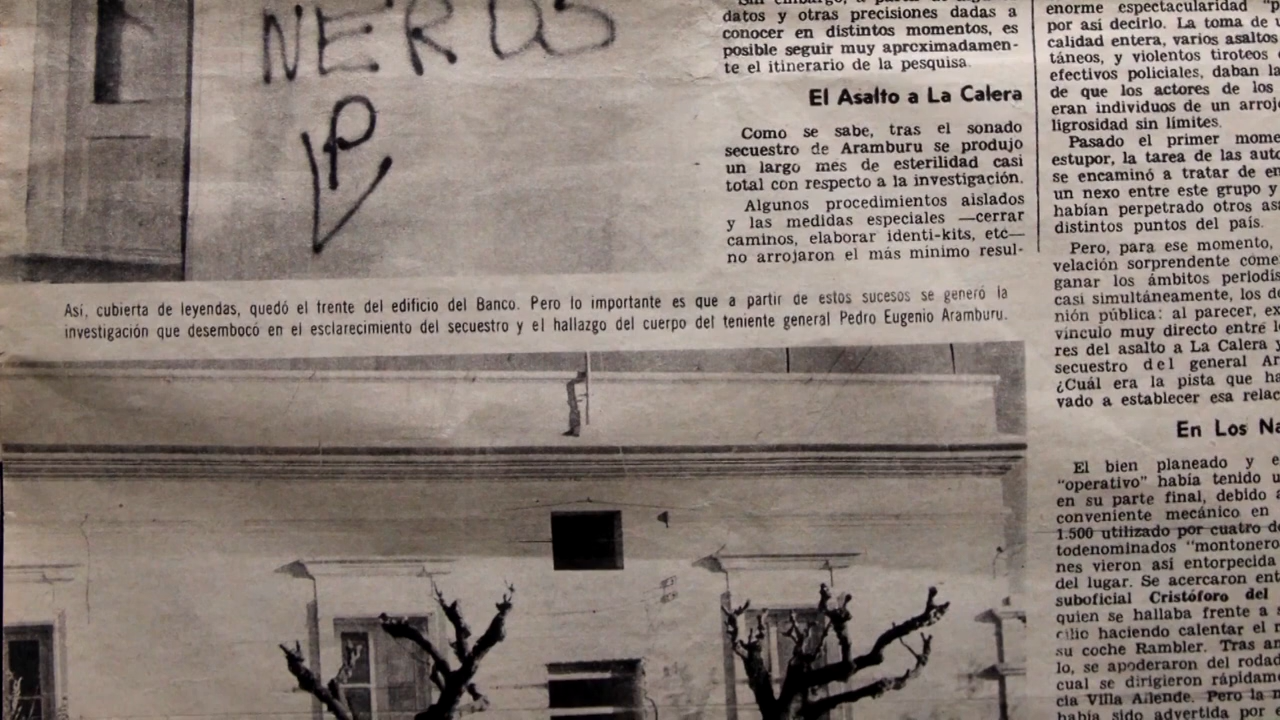 NEROS
VP
datos y otras precisiones dadas a
conocer en distintos momentos, es
posible seguir muy aproximadamen-
te el itinerario de la pesquisa.
El Asalto a La Calera
Como se sabe, tras el sonado
secuestro de Aramburu se produjo
un largo mes de esterilidad casi
total con respecto a la investigación.
Algunos procedimientos aislados
y las medidas especiales —cerrar
caminos, elaborar identi-kits, etc—
no arrojaron el más mínimo resul-
Así, cubierta de leyendas, quedó el frente del edificio del Banco. Pero lo importante es que a partir de estos sucesos se generó la
investigación que desembocó en el esclarecimiento del secuestro y el hallazgo del cuerpo del teniente general Pedro Eugenio Aramburu.
enorme espectacularidad
por así decirlo. La toma de
calidad entera, varios asaltos
táneos, y violentos tiroteos
efectivos policiales, daban la
de que los actores de los
eran individuos de un arroj
ligrosidad sin límites.
Pasado el primer mome
estupor, la tarea de las auto
se encaminó a tratar de en
un nexo entre este grupo y
habían perpetrado otros asa
distintos puntos del país.
Pero, para ese momento,
velación sorprendente come
ganar los ámbitos periodís
casi simultáneamente, los d
nión pública: al parecer, ex
vínculo muy directo entre l
res del asalto a La Calera y
secuestro del general Ar
¿Cuál era la pista que ha
vado a establecer esa relac
En Los Na
El bien planeado y e
"operativo" había tenido u
en su parte final, debido a
conveniente mecánico en
1.500 utilizado por cuatro de
todenominados "montonero
nes vieron así entorpecida
del lugar. Se acercaron ent
suboficial Cristóforo del
quien se hallaba frente a
cilio haciendo calentar el m
su coche Rambler. Tras am
lo, se apoderaron del rodad
cual se dirigieron rápidame
cia Villa Allende. Pero la
había sido advertida por